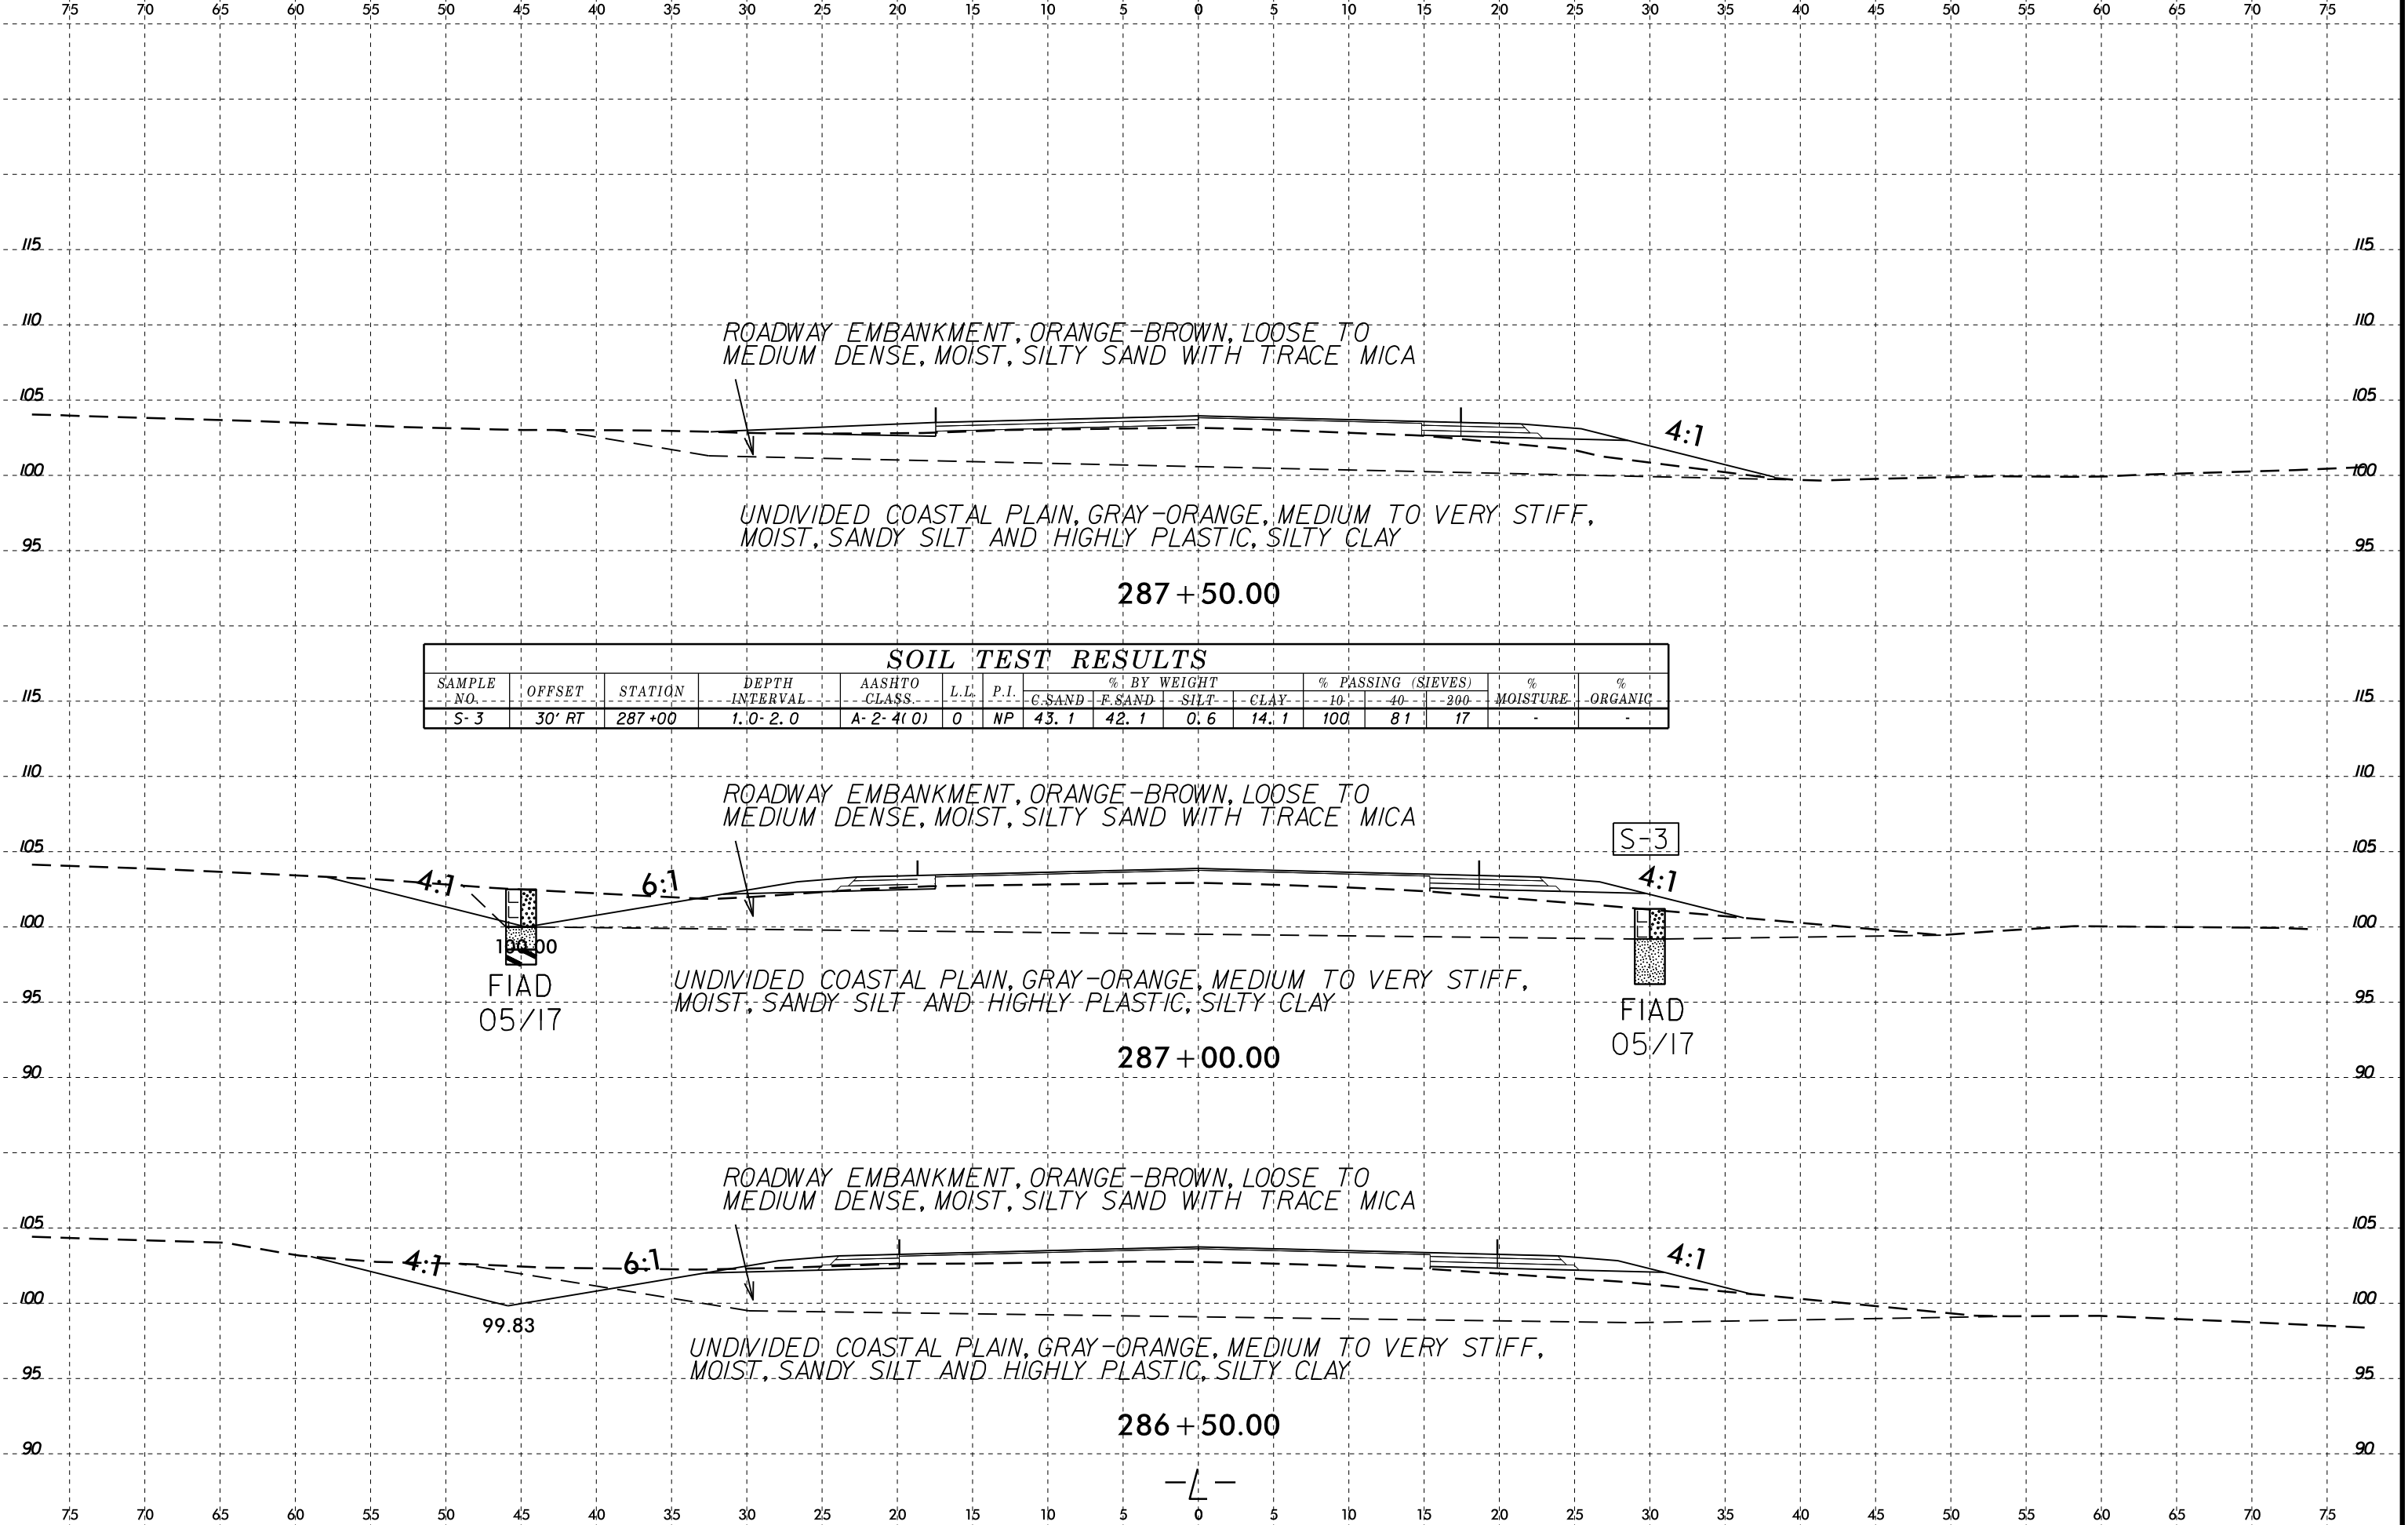 75 70 65 60 55 50 45 40 35 30 25 20 15 10 5 0 5 10 15 20 25 30 35 40 45 50 55 60 65 70 75
115 115
110 110
ROADWAY EMBANKMENT, ORANGE-BROWN, LOOSE TO
MEDIUM DENSE, MOIST, SILTY SAND WITH TRACE MICA
105 105
4:1
100 100
UNDIVIDED COASTAL PLAIN, GRAY-ORANGE, MEDIUM TO VERY STIFF,
MOIST, SANDY SILT AND HIGHLY PLASTIC, SILTY CLAY
95 95
287+50.00
SOIL TEST RESULTS
SAMPLE NO. OFFSET STATION DEPTH INTERVAL AASHTO CLASS. L.L. P.I. % BY WEIGHT % PASSING (SIEVES) % MOISTURE % ORGANIC
C.SAND F.SAND SILT CLAY 10 40 200
S-3 30' RT 287+00 1.0-2.0 A-2-4(0) 0 NP 43.1 42.1 0.6 14.1 100 81 17 - -
115 115
110 110
ROADWAY EMBANKMENT, ORANGE-BROWN, LOOSE TO
MEDIUM DENSE, MOIST, SILTY SAND WITH TRACE MICA
S-3
105 105
4:1 6:1 4:1
L L
100 100
100.00
UNDIVIDED COASTAL PLAIN, GRAY-ORANGE, MEDIUM TO VERY STIFF,
MOIST, SANDY SILT AND HIGHLY PLASTIC, SILTY CLAY
FIAD
05/17
95 95
FIAD
05/17
287+00.00
90 90
ROADWAY EMBANKMENT, ORANGE-BROWN, LOOSE TO
MEDIUM DENSE, MOIST, SILTY SAND WITH TRACE MICA
105 105
4:1 6:1 4:1
100 100
99.83
UNDIVIDED COASTAL PLAIN, GRAY-ORANGE, MEDIUM TO VERY STIFF,
MOIST, SANDY SILT AND HIGHLY PLASTIC, SILTY CLAY
95 95
286+50.00
90 90
-L-
75 70 65 60 55 50 45 40 35 30 25 20 15 10 5 0 5 10 15 20 25 30 35 40 45 50 55 60 65 70 75